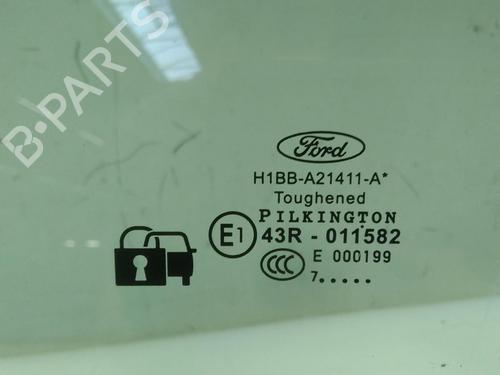 B-PARTS
Ford
H1BB-A21411-A*
Toughened
PILKINGTON
E1 43R - 011582
CCC E 000199
7.....